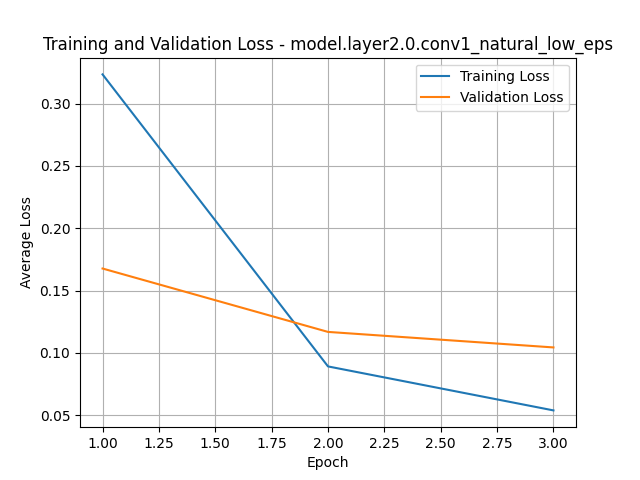 Training and Validation Loss - model.layer2.0.conv1_natural_low_eps
Training Loss
Validation Loss
0.30
0.25
0.20
0.15
0.10
0.05
Average Loss
1.00 1.25 1.50 1.75 2.00 2.25 2.50 2.75 3.00
Epoch